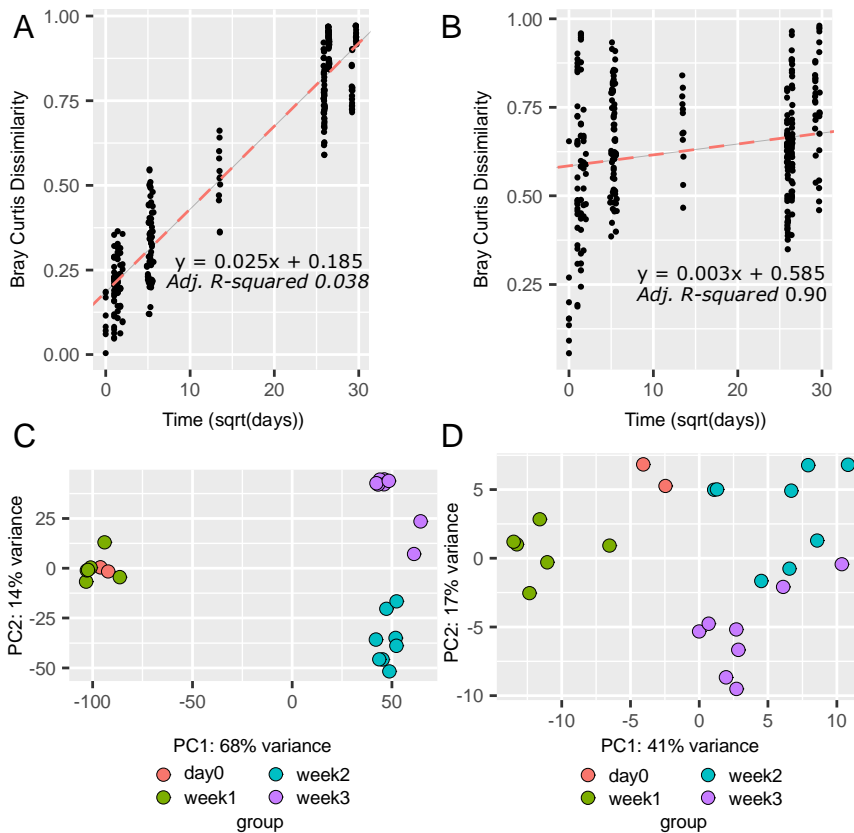 A
Bray Curtis Dissimilarity
1.00
0.75
0.50
0.25
0.00
y = 0.025x + 0.185
Adj. R-squared 0.038
0
10
20
30
Time (sqrt(days))
B
Bray Curtis Dissimilarity
1.00
0.75
0.50
0.25
y = 0.003x + 0.585
Adj. R-squared 0.90
0
10
20
30
Time (sqrt(days))
C
PC2: 14% variance
25
0
-25
-50
-100
-50
0
50
PC1: 68% variance
day0
week2
week1
week3
group
D
PC2: 17% variance
5
0
-5
-10
-10
-5
0
5
10
PC1: 41% variance
day0
week2
week1
week3
group